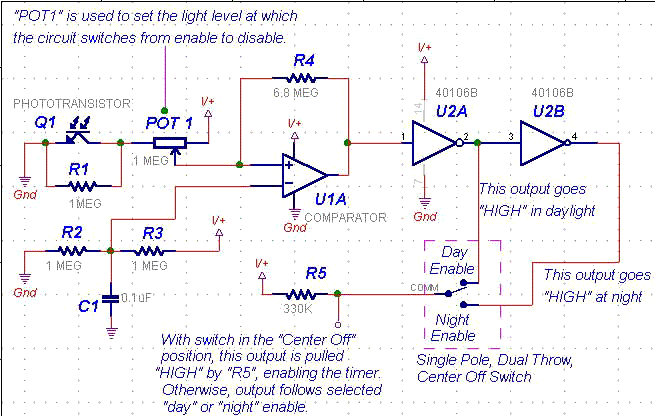 "POT1" is used to set the light level at which
the circuit switches from enable to disable.
V+
R4
6.8 MEG
V+
40106B
U2A
40106B
U2B
PHOTOTRANSISTOR
Q1
V+
POT 1
1 MEG
14
1
2
3
4
7
R1
1MEG
Gnd
V+
+
-
U1A
COMPARATOR
Gnd
Gnd
This output goes
"HIGH" in daylight
V+
R2
1 MEG
R3
1 MEG
Gnd
C1
0.1uF
V+
R5
330K
COMM
Day
Enable
Night
Enable
This output goes
"HIGH" at night
With switch in the "Center Off"
position, this output is pulled
"HIGH" by "R5", enabling the timer.
Otherwise, output follows selected
"day" or "night" enable.
Single Pole, Dual Throw,
Center Off Switch